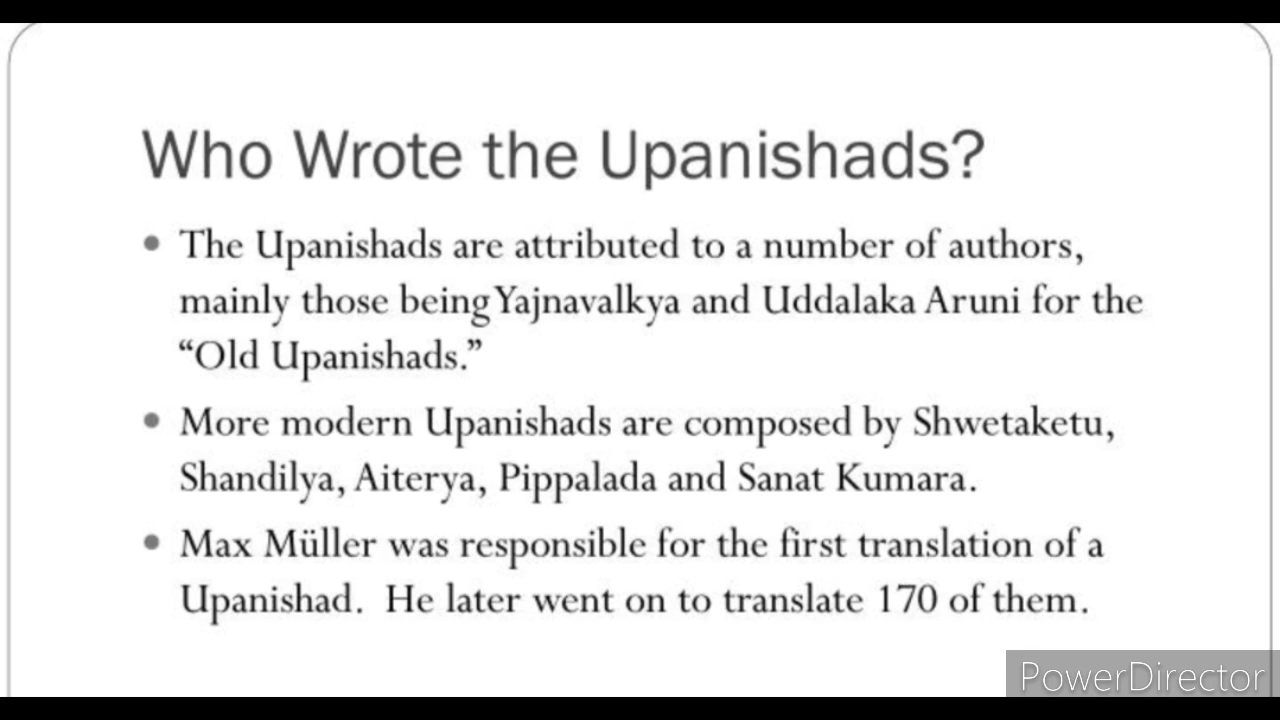 Who Wrote the Upanishads?
• The Upanishads are attributed to a number of authors,
mainly those being Yajnavalkya and Uddalaka Aruni for the
“Old Upanishads.”
• More modern Upanishads are composed by Shwetaketu,
Shandilya, Aiterya, Pippalada and Sanat Kumara.
• Max Müller was responsible for the first translation of a
Upanishad. He later went on to translate 170 of them.
PowerDirector